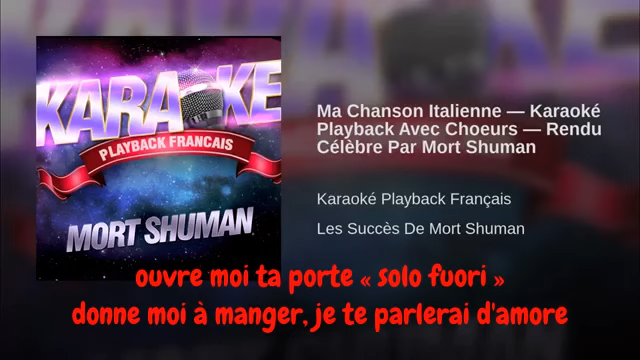 KARAOKE
PLAYBACK FRANCAIS
MORT SHUMAN
Ma Chanson Italienne — Karaoké
Playback Avec Choeurs — Rendu
Célèbre Par Mort Shuman
Karaoké Playback Français
Les Succès De Mort Shuman
ouvre moi ta porte « solo fuori »
donne moi à manger, je te parlerai d'amore